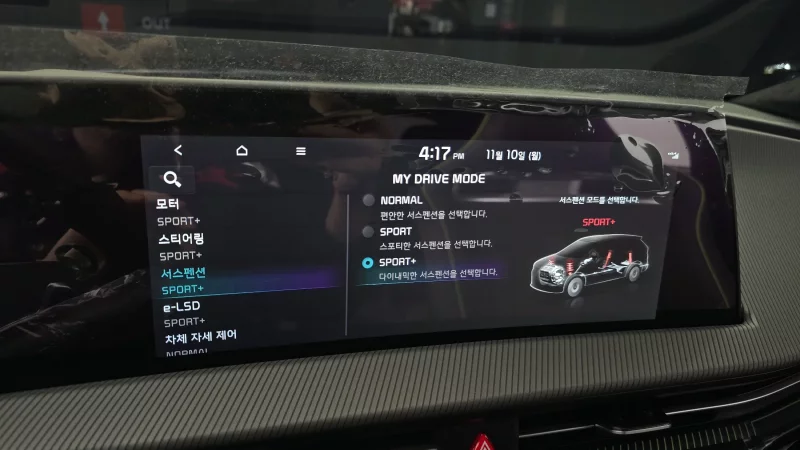 Out
4:17 PM 11월 10일 (월)
MY DRIVE MODE
모터
SPORT+
스티어링
SPORT+
서스펜션
SPORT+
e-LSD
SPORT+
차체 자세 제어
NORMAL
NORMAL
편안한 서스펜션을 선택합니다.
SPORT
스포티한 서스펜션을 선택합니다.
SPORT+
다이내믹한 서스펜션을 선택합니다.
서스펜션 모드를 선택합니다.
SPORT+